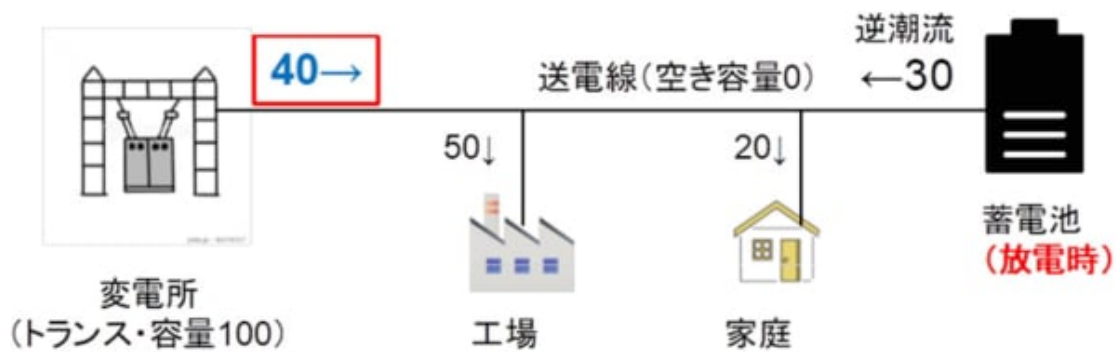 逆潮流
40→
送電線(空き容量0)
←30
50↓
20↓
蓄電池
(放電時)
変電所
(トランス・容量100)
工場
家庭